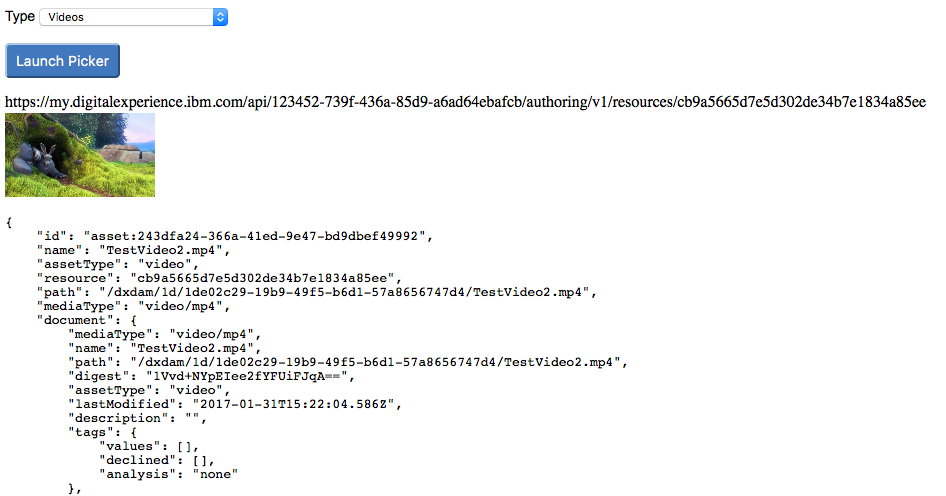 Type Videos
Launch Picker
https://my.digitalexperience.ibm.com/api/123452-739f-436a-85d9-a6ad64ebafcb/authoring/v1/resources/cb9a5665d7e5d302de34b7e1834a85ee
{
    "id": "asset:243dfa24-366a-41ed-9e47-bd9dbef49992",
    "name": "TestVideo2.mp4",
    "assetType": "video",
    "resource": "cb9a5665d7e5d302de34b7e1834a85ee",
    "path": "/dxdam/1d/1de02c29-19b9-49f5-b6d1-57a8656747d4/TestVideo2.mp4",
    "mediaType": "video/mp4",
    "document": {
        "mediaType": "video/mp4",
        "name": "TestVideo2.mp4",
        "path": "/dxdam/1d/1de02c29-19b9-49f5-b6d1-57a8656747d4/TestVideo2.mp4",
        "digest": "lVvd+NYpEIee2fYFUiFJqA==",
        "assetType": "video",
        "lastModified": "2017-01-31T15:22:04.586Z",
        "description": "",
        "tags": {
            "values": [],
            "declined": [],
            "analysis": "none"
        },